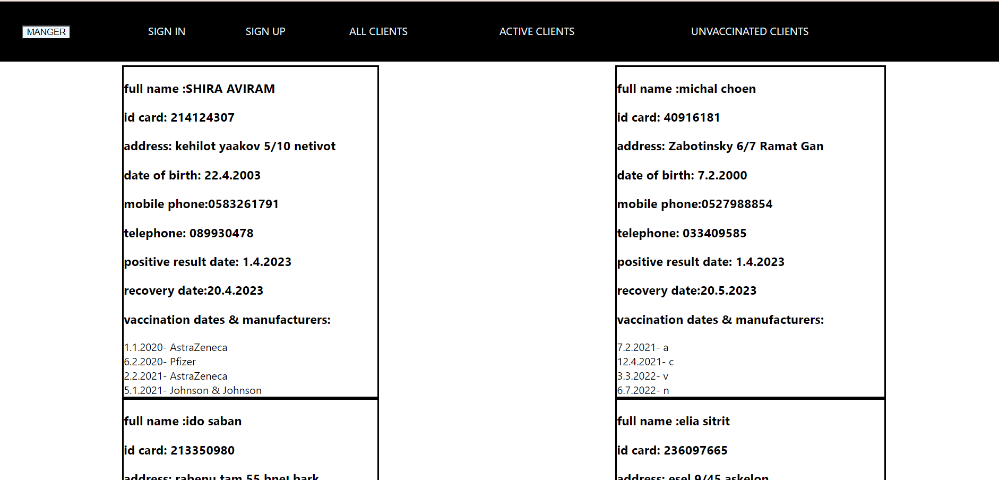 MANGER
SIGN IN
SIGN UP
ALL CLIENTS
ACTIVE CLIENTS
UNVACCINATED CLIENTS
full name :SHIRA AVIRAM
id card: 214124307
address: kehilot yaakov 5/10 netivot
date of birth: 22.4.2003
mobile phone:0583261791
telephone: 089930478
positive result date: 1.4.2023
recovery date:20.4.2023
vaccination dates & manufacturers:
1.1.2020- AstraZeneca
6.2.2020- Pfizer
2.2.2021- AstraZeneca
5.1.2021- Johnson & Johnson
full name :michal choen
id card: 40916181
address: Zabotinsky 6/7 Ramat Gan
date of birth: 7.2.2000
mobile phone:0527988854
telephone: 033409585
positive result date: 1.4.2023
recovery date:20.5.2023
vaccination dates & manufacturers:
7.2.2021- a
12.4.2021- c
3.3.2022- v
6.7.2022- n
full name :ido saban
id card: 213350980
address: rabenu tam 55 bnei bark
full name :elia sitrit
id card: 236097665
address: esel 9/45 askelon